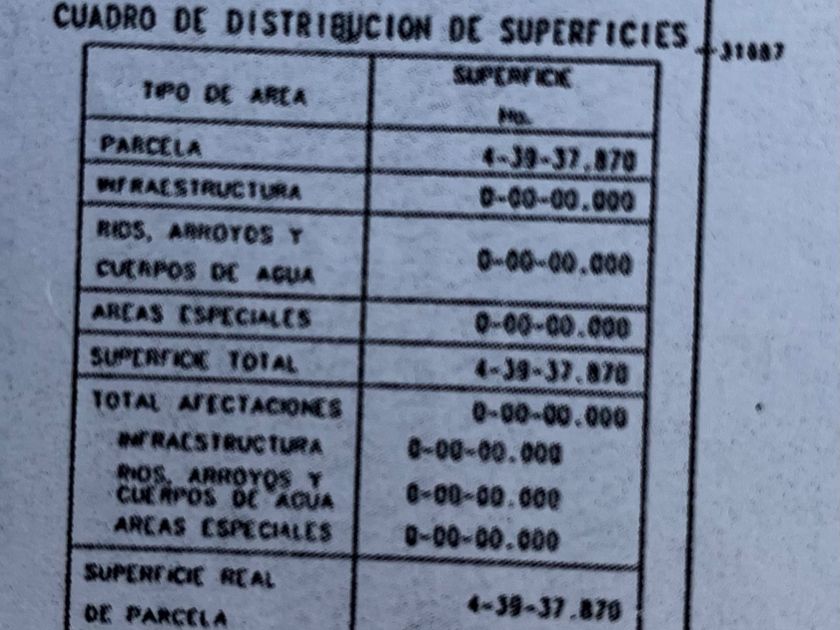 CUADRO DE DISTRIBUCION DE SUPERFICIES
31887
TIPO DE AREA
SUPERFICIE
Ha.
PARCELA 4-39-37.870
INFRAESTRUCTURA 0-00-00.000
RIOS, ARROYOS Y
CUERPOS DE AGUA 0-00-00.000
AREAS ESPECIALES 0-00-00.000
SUPERFICIE TOTAL 4-39-37.870
TOTAL AFECTACIONES 0-00-00.000
INFRAESTRUCTURA 0-00-00.000
RIOS, ARROYOS Y
CUERPOS DE AGUA 0-00-00.000
AREAS ESPECIALES 0-00-00.000
SUPERFICIE REAL
DE PARCELA 4-39-37.870